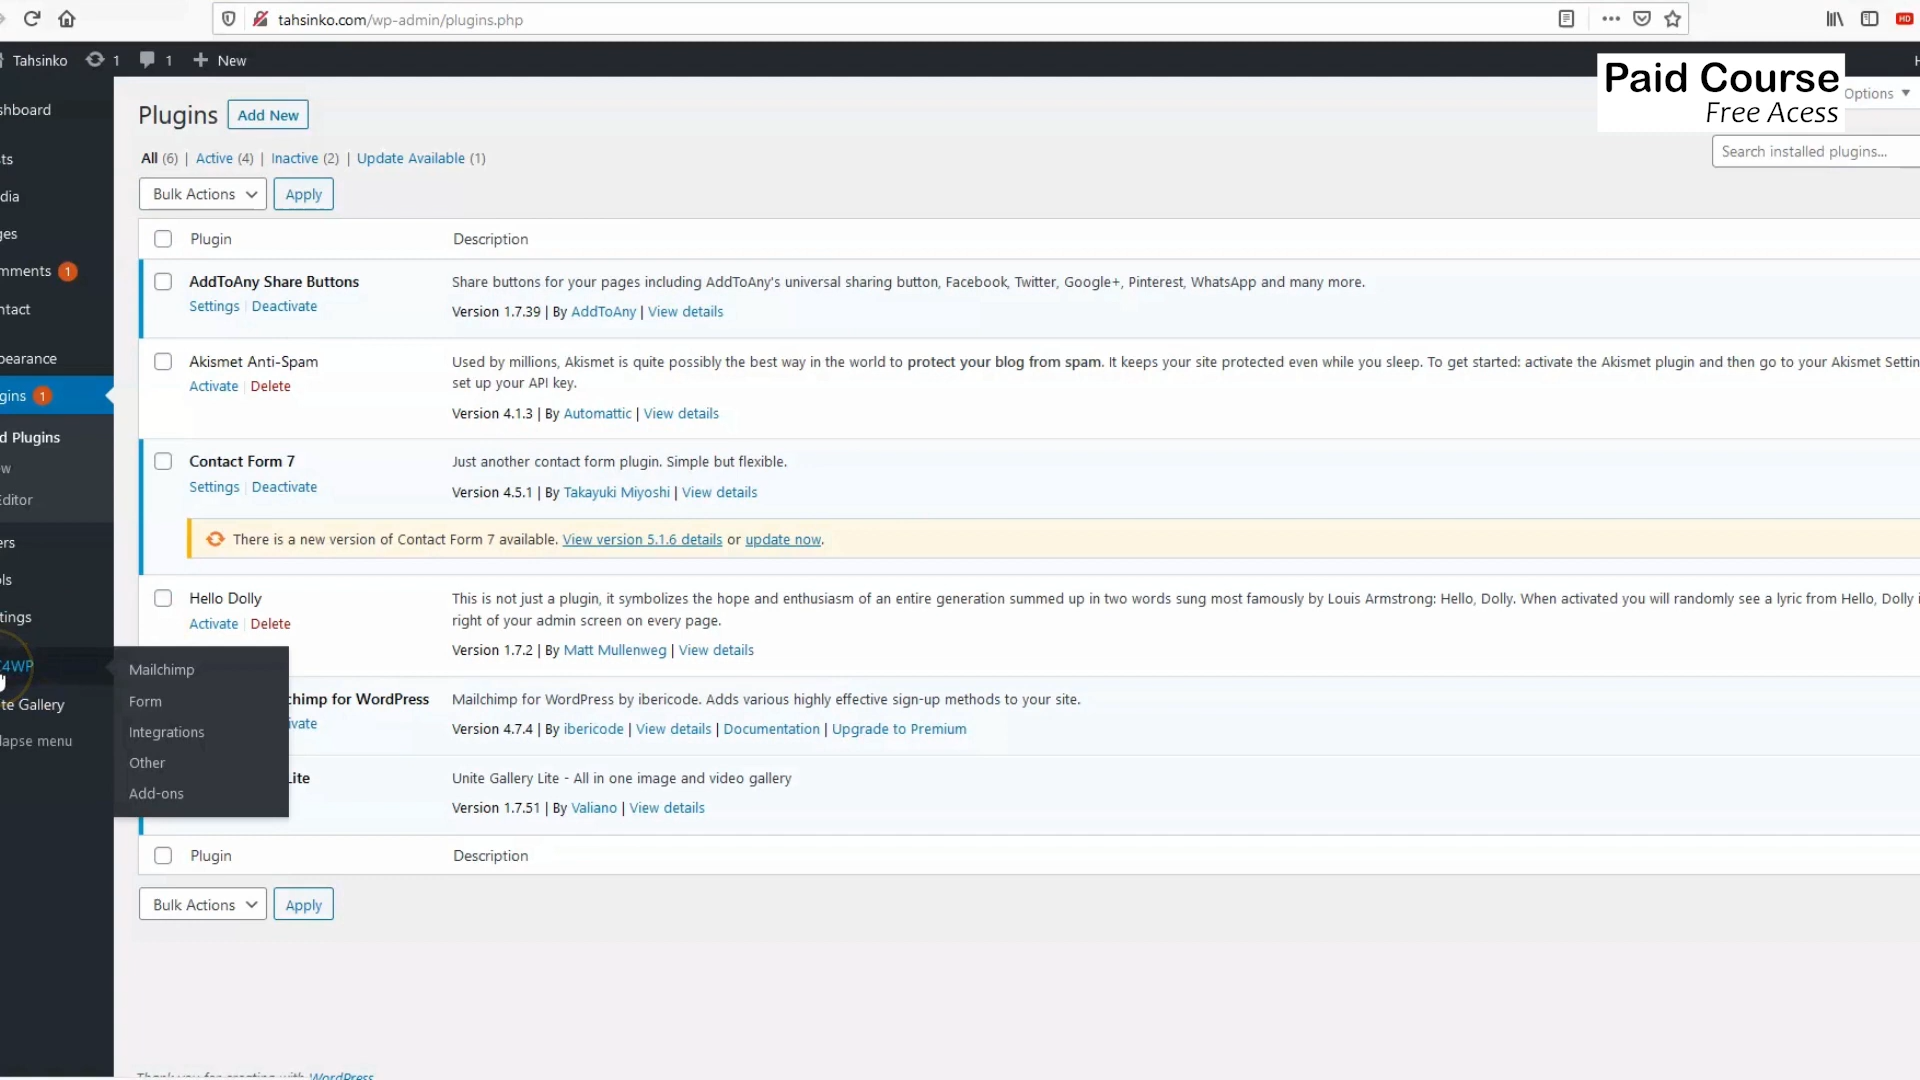 tahsinko.com/wp-admin/plugins.php
HD
Tahsinko 1 1 New
Paid Course
Free Acess
Options
shboard
ts
dia
ges
mments 1
ntact
pearance
gins 1
d Plugins
w
Editor
ers
ols
tings
C4WP
te Gallery
lapse menu
Mailchimp
Form
Integrations
Other
Add-ons
Plugins Add New
All (6) | Active (4) | Inactive (2) | Update Available (1)
Search installed plugins...
Bulk Actions Apply
Plugin Description
AddToAny Share Buttons
Settings | Deactivate
Share buttons for your pages including AddToAny's universal sharing button, Facebook, Twitter, Google+, Pinterest, WhatsApp and many more.
Version 1.7.39 | By AddToAny | View details
Akismet Anti-Spam
Activate | Delete
Used by millions, Akismet is quite possibly the best way in the world to protect your blog from spam. It keeps your site protected even while you sleep. To get started: activate the Akismet plugin and then go to your Akismet Settin
set up your API key.
Version 4.1.3 | By Automattic | View details
Contact Form 7
Settings | Deactivate
Just another contact form plugin. Simple but flexible.
Version 4.5.1 | By Takayuki Miyoshi | View details
There is a new version of Contact Form 7 available. View version 5.1.6 details or update now.
Hello Dolly
Activate | Delete
This is not just a plugin, it symbolizes the hope and enthusiasm of an entire generation summed up in two words sung most famously by Louis Armstrong: Hello, Dolly. When activated you will randomly see a lyric from Hello, Dolly i
right of your admin screen on every page.
Version 1.7.2 | By Matt Mullenweg | View details
chimp for WordPress
ivate
Mailchimp for WordPress by ibericode. Adds various highly effective sign-up methods to your site.
Version 4.7.4 | By ibericode | View details | Documentation | Upgrade to Premium
Lite
Unite Gallery Lite - All in one image and video gallery
Version 1.7.51 | By Valiano | View details
Plugin Description
Bulk Actions Apply
Thank you for creating with WordPress